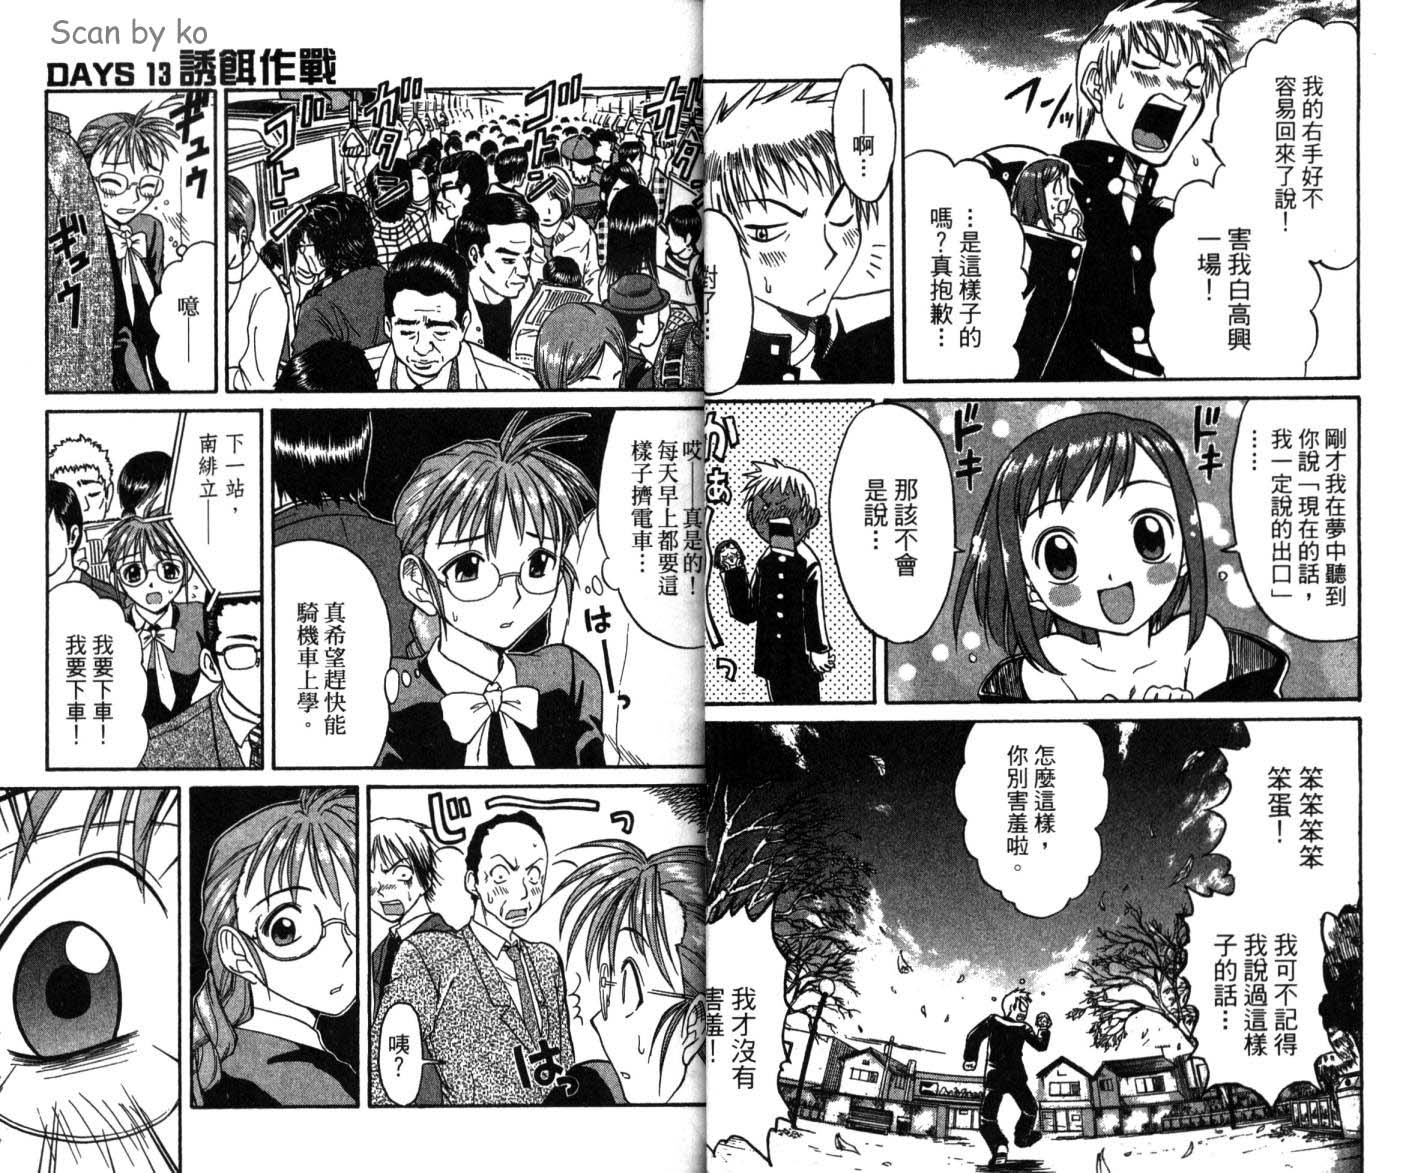 我的右手好不
容易回來了說！
害我白高興
一場！
…是這樣子的
嗎？真抱歉…
——啊…
對了…
剛才我在夢中聽到
你說「現在的話，
我一定說的出口」
……
ドキ
ドキ
那該不會
是說…
かぁーっ
笨笨笨笨
笨蛋！
怎麼這樣，
你別害羞啦。
我可不記得
我說過這樣
子的話…
我才沒有
害羞！
Scan by ko
DAYS 13 誘餌作戰
ガタン
ゴトン
ガタン
ゴトン
ギュウ
ぎゅウ
噫——
哎——真是的！
每天早上都要這
樣子擠電車…
はーっ
真希望趕快能
騎機車上學。
下一站，
南緋立——
我要下車！
我要下車！
じーっ
咦？
はっ